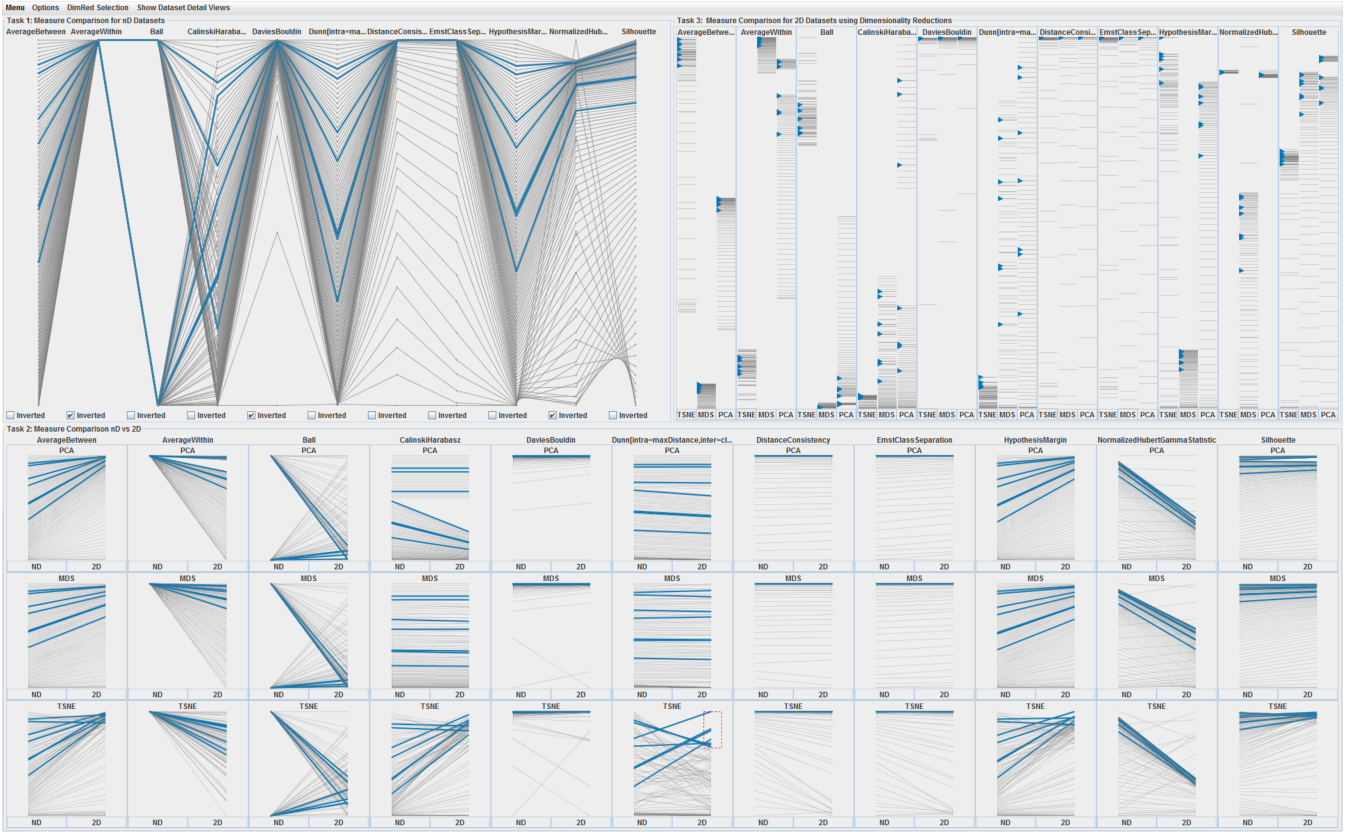 Menu Options DimRed Selection Show Dataset Detail Views
Task 1: Measure Comparison for nD Datasets
AverageBetween AverageWithin Ball CalinskiHaraba... DaviesBouldin Dunn[intra=ma... DistanceConsis... EmstClassSep... HypothesisMar... NormalizedHub... Silhouette
Inverted Inverted Inverted Inverted Inverted Inverted Inverted Inverted Inverted Inverted Inverted
Task 3: Measure Comparison for 2D Datasets using Dimensionality Reductions
AverageBetwe... AverageWithin Ball CalinskiHaraba... DaviesBouldin Dunn[intra=ma... DistanceConsi... EmstClassSep... HypothesisMar... NormalizedHub... Silhouette
TSNE MDS PCA TSNE MDS PCA TSNE MDS PCA TSNE MDS PCA TSNE MDS PCA TSNE MDS PCA TSNE MDS PCA TSNE MDS PCA TSNE MDS PCA TSNE MDS PCA TSNE MDS PCA
Task 2: Measure Comparison nD vs 2D
AverageBetween AverageWithin Ball CalinskiHarabasz DaviesBouldin Dunn[intra=maxDistance,inter=cl... DistanceConsistency EmstClassSeparation HypothesisMargin NormalizedHubertGammaStatistic Silhouette
PCA PCA PCA PCA PCA PCA PCA PCA PCA PCA PCA
ND 2D ND 2D ND 2D ND 2D ND 2D ND 2D ND 2D ND 2D ND 2D ND 2D ND 2D
MDS MDS MDS MDS MDS MDS MDS MDS MDS MDS MDS
ND 2D ND 2D ND 2D ND 2D ND 2D ND 2D ND 2D ND 2D ND 2D ND 2D ND 2D
TSNE TSNE TSNE TSNE TSNE TSNE TSNE TSNE TSNE TSNE TSNE
ND 2D ND 2D ND 2D ND 2D ND 2D ND 2D ND 2D ND 2D ND 2D ND 2D ND 2D